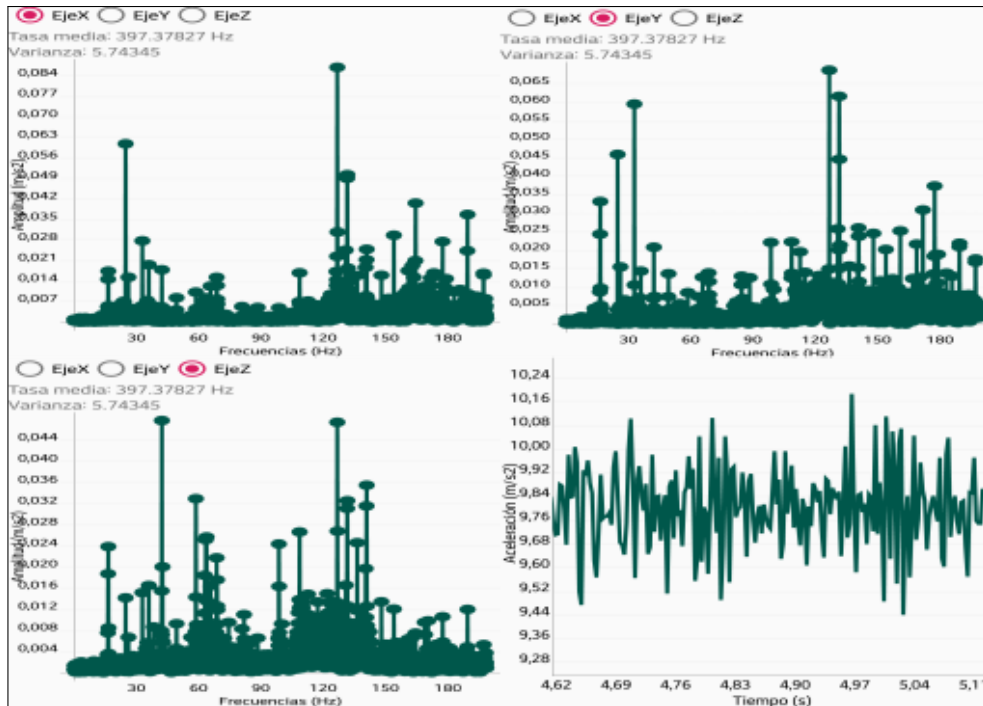 EjeX EjeY EjeZ
Tasa media: 397.37827 Hz
Varianza: 5.74345
0,084
0,077
0,070
0,063
0,056
0,049
0,042
0,035
0,028
0,021
0,014
0,007
Amplitud (m/s2)
30 60 90 120 150 180
Frecuencias (Hz)
EjeX EjeY EjeZ
Tasa media: 397.37827 Hz
Varianza: 5.74345
0,065
0,060
0,055
0,050
0,045
0,040
0,035
0,030
0,025
0,020
0,015
0,010
0,005
Amplitud (m/s2)
30 60 90 120 150 180
Frecuencias (Hz)
EjeX EjeY EjeZ
Tasa media: 397.37827 Hz
Varianza: 5.74345
0,044
0,040
0,036
0,032
0,028
0,024
0,020
0,016
0,012
0,008
0,004
Amplitud (m/s2)
30 60 90 120 150 180
Frecuencias (Hz)
10,24
10,16
10,08
10,00
9,92
9,84
9,76
9,68
9,60
9,52
9,44
9,36
9,28
Aceleración (m/s2)
4,62 4,69 4,76 4,83 4,90 4,97 5,04 5,11
Tiempo (s)